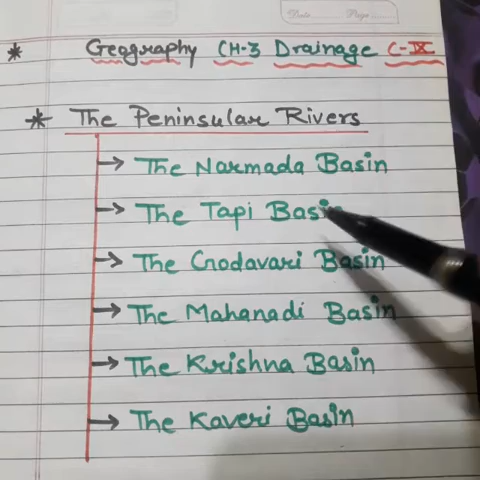 Date........ Page........
* Geography CH-3 Drainage C-IX
* The Peninsular Rivers
→ The Narmada Basin
→ The Tapi Basin
→ The Godavari Basin
→ The Mahanadi Basin
→ The Krishna Basin
→ The Kaveri Basin